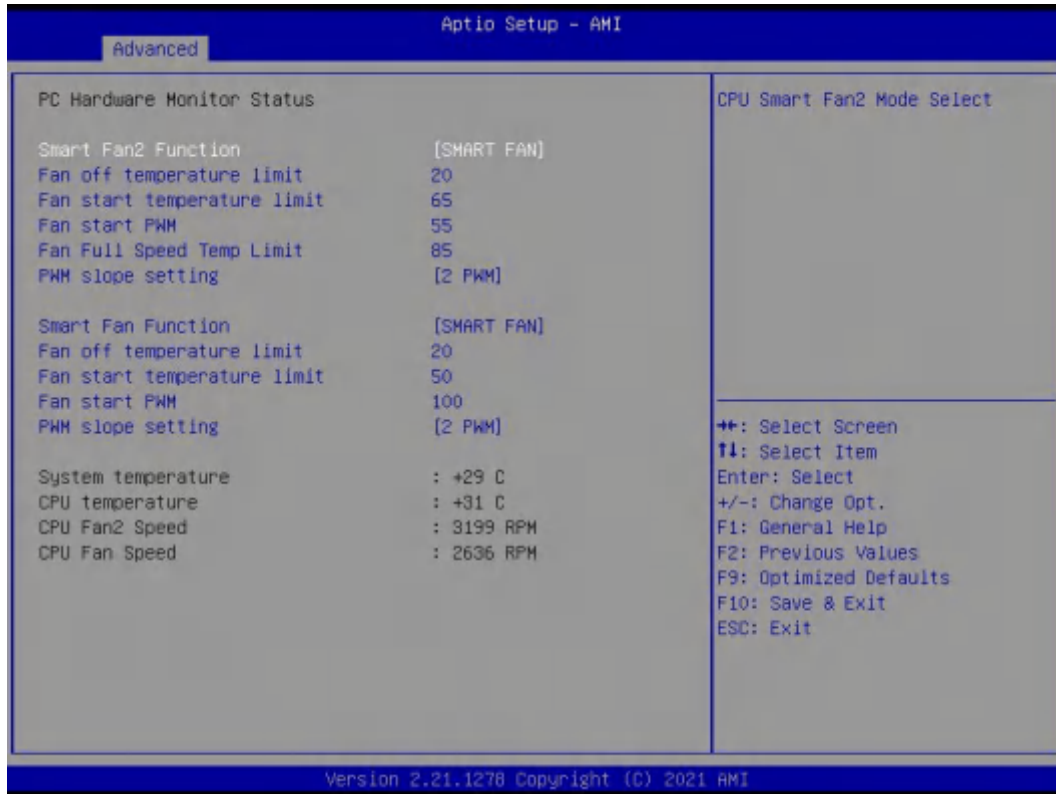 Aptio Setup - AMI
Advanced
PC Hardware Monitor Status
Smart Fan2 Function [SMART FAN]
Fan off temperature limit 20
Fan start temperature limit 65
Fan start PWM 55
Fan Full Speed Temp Limit 85
PWM slope setting [2 PWM]
Smart Fan Function [SMART FAN]
Fan off temperature limit 20
Fan start temperature limit 50
Fan start PWM 100
PWM slope setting [2 PWM]
System temperature : +29 C
CPU temperature : +31 C
CPU Fan2 Speed : 3199 RPM
CPU Fan Speed : 2636 RPM
CPU Smart Fan2 Mode Select
→←: Select Screen
↑↓: Select Item
Enter: Select
+/-: Change Opt.
F1: General Help
F2: Previous Values
F9: Optimized Defaults
F10: Save & Exit
ESC: Exit
Version 2.21.1278 Copyright (C) 2021 AMI